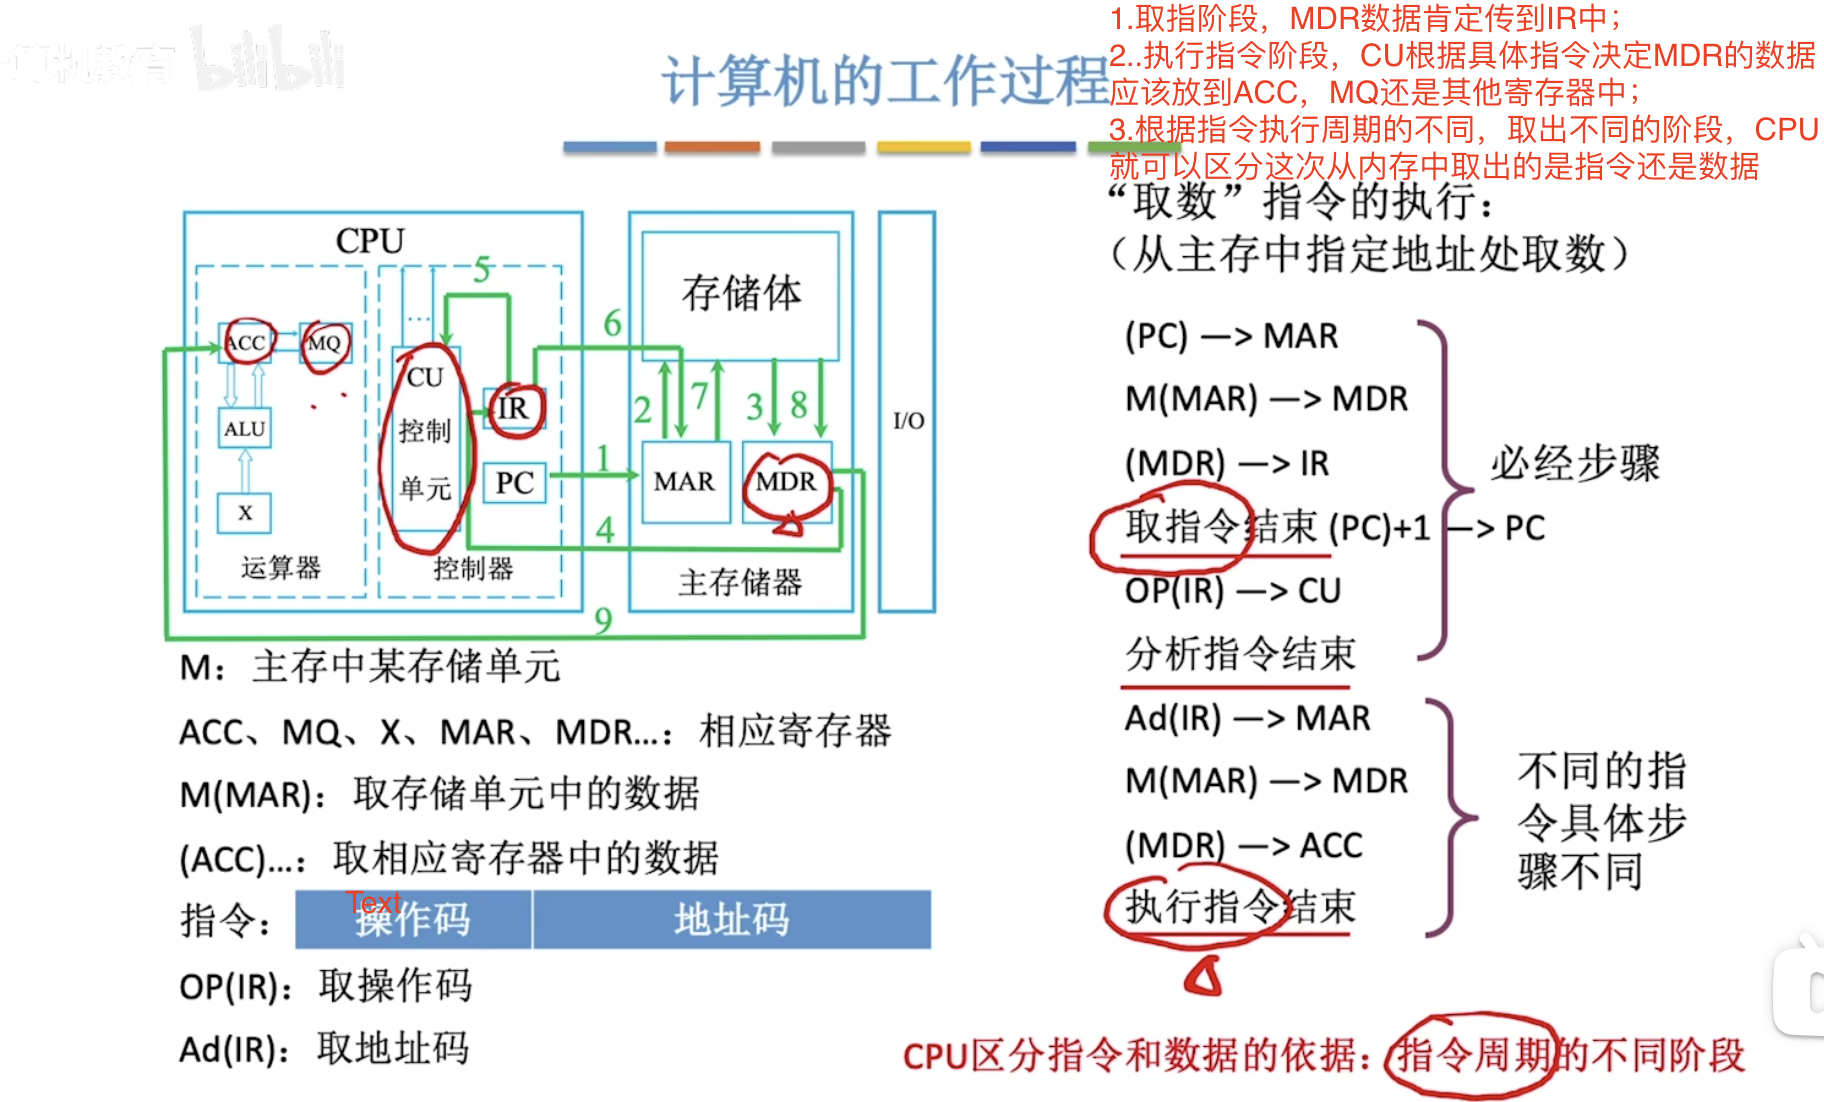 算机教育 bilibili
1.取指阶段，MDR数据肯定传到IR中；
2..执行指令阶段，CU根据具体指令决定MDR的数据
应该放到ACC，MQ还是其他寄存器中；
3.根据指令执行周期的不同，取出不同的阶段，CPU
就可以区分这次从内存中取出的是指令还是数据
计算机的工作过程
“取数”指令的执行：
（从主存中指定地址处取数）
CPU
5
6
存储体
ACC
MQ
...
CU
控制
单元
IR
2
7
3
8
I/O
ALU
PC
1
MAR
MDR
X
4
运算器
控制器
主存储器
9
(PC) —> MAR
M(MAR) —> MDR
(MDR) —> IR
取指令结束 (PC)+1 —> PC
OP(IR) —> CU
分析指令结束
必经步骤
Ad(IR) —> MAR
M(MAR) —> MDR
(MDR) —> ACC
执行指令结束
不同的指
令具体步
骤不同
M：主存中某存储单元
ACC、MQ、X、MAR、MDR...：相应寄存器
M(MAR)：取存储单元中的数据
(ACC)...：取相应寄存器中的数据
Text
指令： 操作码 地址码
OP(IR)：取操作码
Ad(IR)：取地址码
CPU区分指令和数据的依据：指令周期的不同阶段